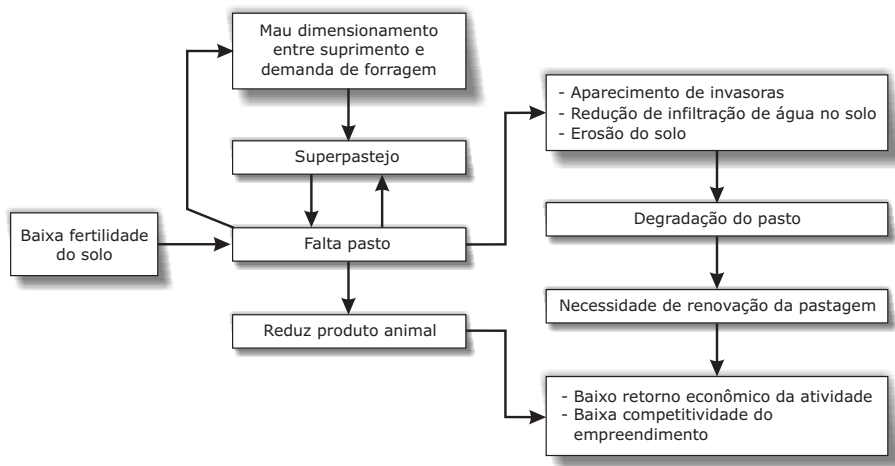 Mau dimensionamento
entre suprimento e
demanda de forragem
Superpastejo
Baixa fertilidade
do solo
Falta pasto
Reduz produto animal
- Aparecimento de invasoras
- Redução de infiltração de água no solo
- Erosão do solo
Degradação do pasto
Necessidade de renovação da pastagem
- Baixo retorno econômico da atividade
- Baixa competitividade do
empreendimento